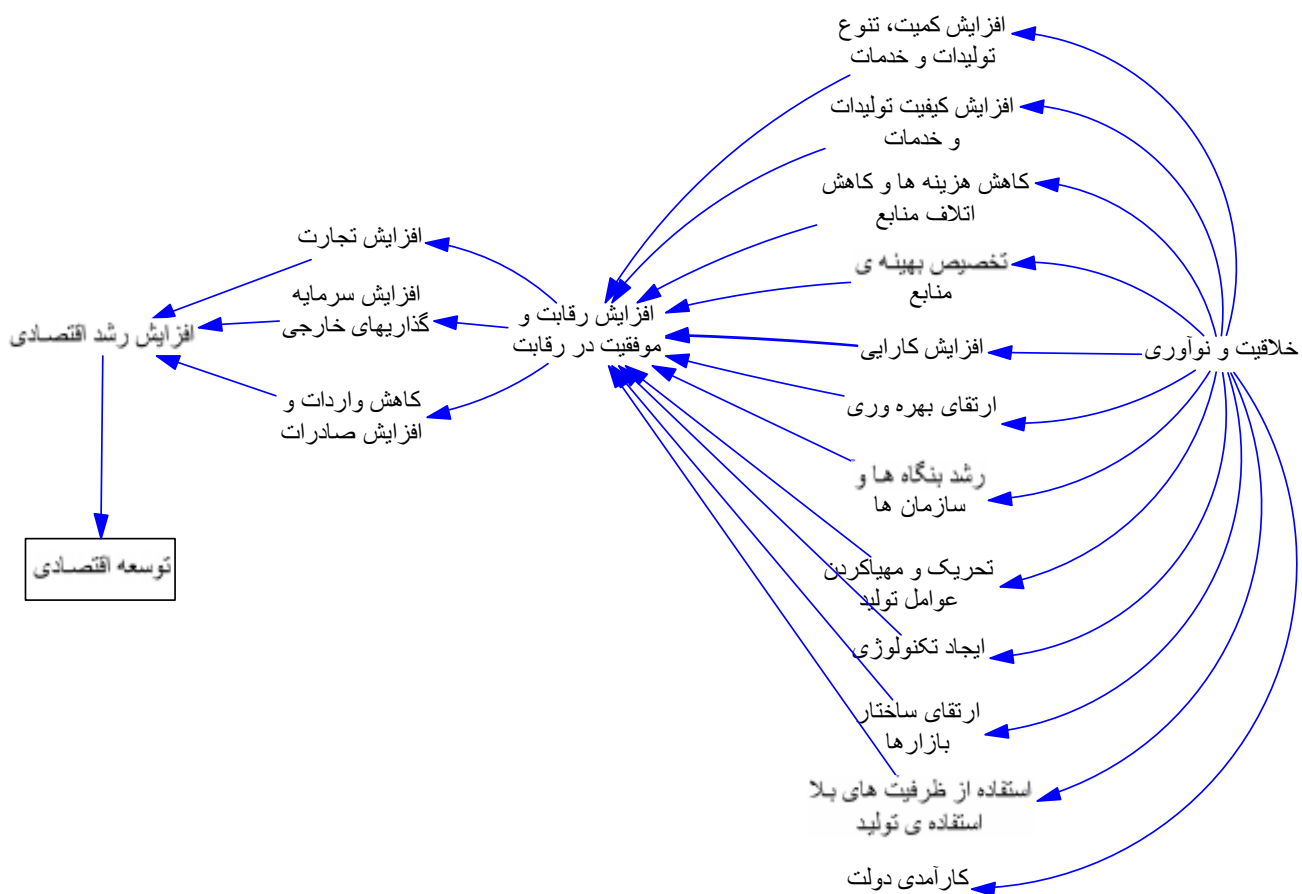 خلاقیت و نوآوری
افزایش کمیت، تنوع
تولیدات و خدمات
افزایش کیفیت تولیدات
و خدمات
کاهش هزینه ها و کاهش
اتلاف منابع
تخصیص بهینه ی
منابع
افزایش کارایی
ارتقای بهره وری
رشد بنگاه ها و
سازمان ها
تحریک و مهیاکردن
عوامل تولید
ایجاد تکنولوژی
ارتقای ساختار
بازارها
استفاده از ظرفیت های بلا
استفاده ی تولید
کارآمدی دولت
افزایش رقابت و
موفقیت در رقابت
افزایش تجارت
افزایش سرمایه
گذاریهای خارجی
کاهش واردات و
افزایش صادرات
افزایش رشد اقتصادی
توسعه اقتصادی